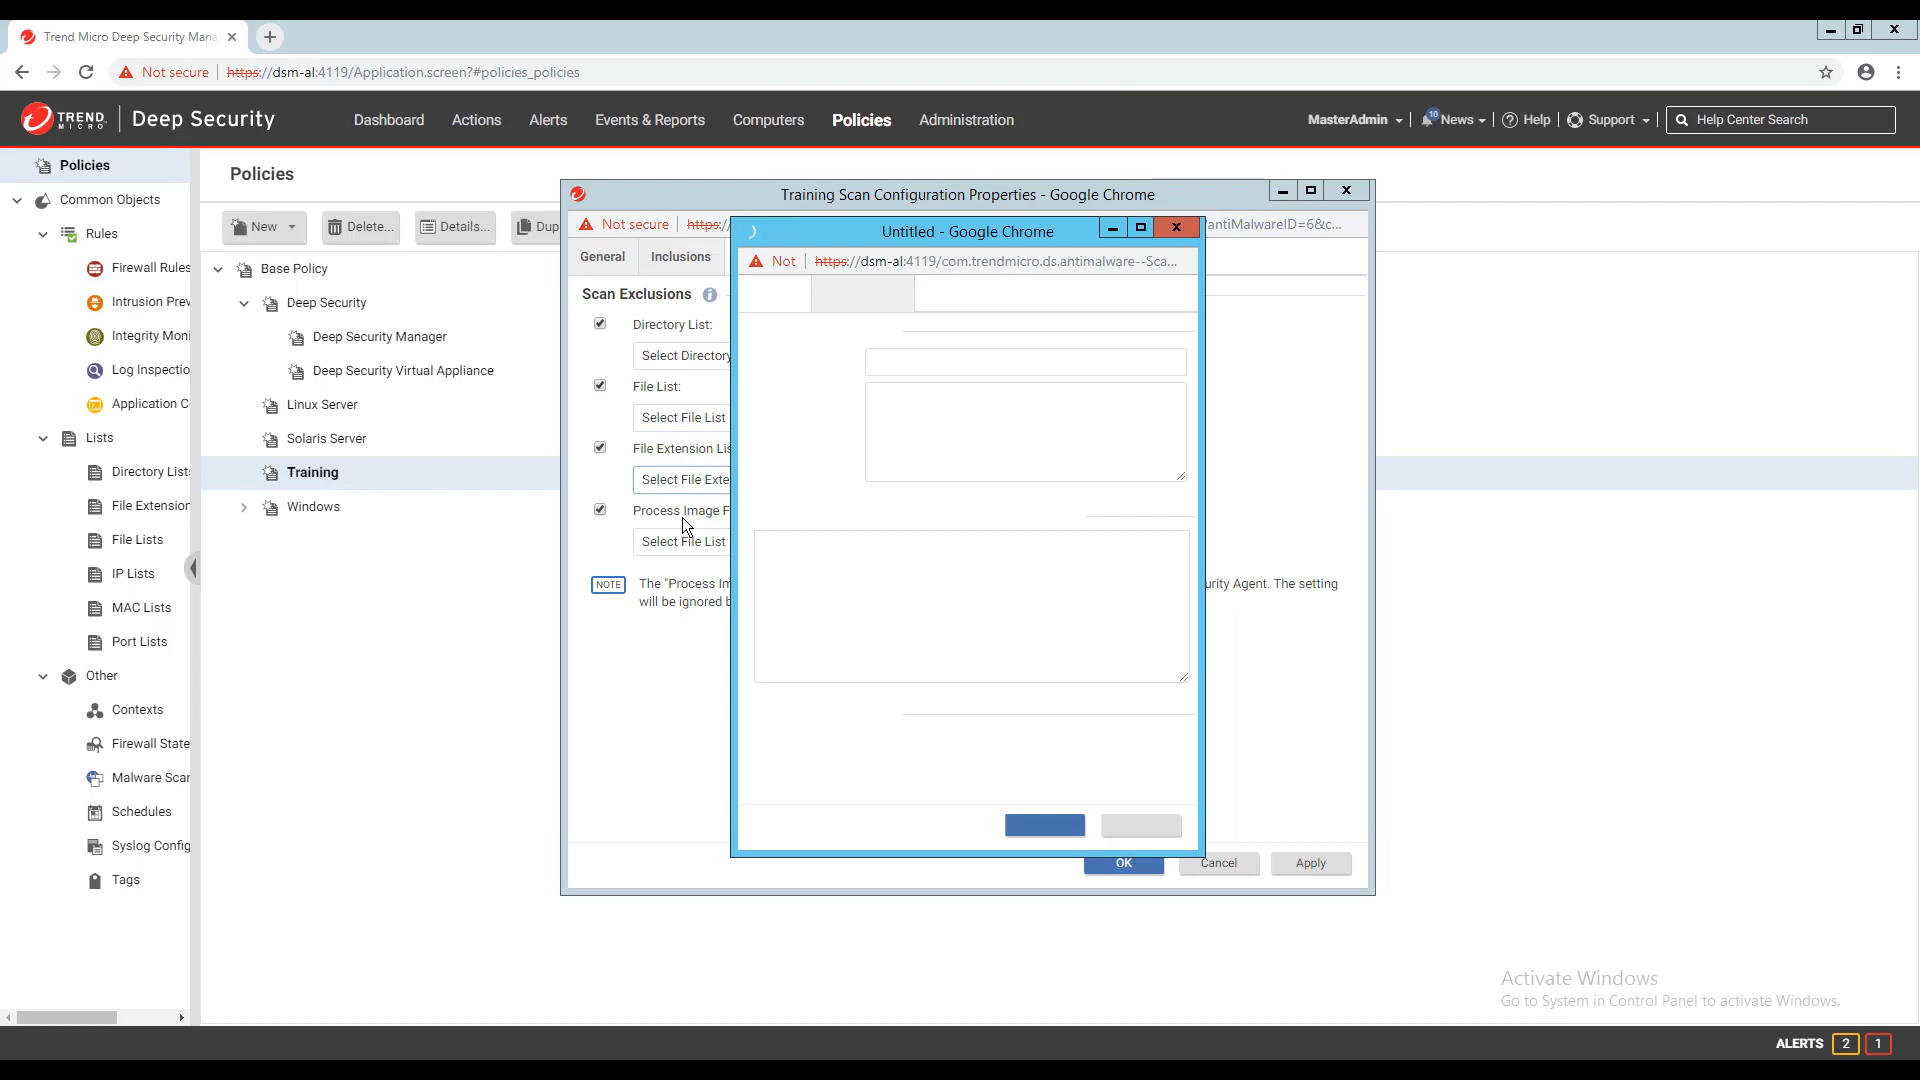 Trend Micro Deep Security Mana
Not secure
https://dsm-al:4119/Application.screen?#policies_policies
TREND MICRO
Deep Security
Dashboard
Actions
Alerts
Events & Reports
Computers
Policies
Administration
MasterAdmin
10
News
Help
Support
Help Center Search
Policies
Common Objects
Rules
Firewall Rules
Intrusion Prev
Integrity Moni
Log Inspectio
Application C
Lists
Directory Lists
File Extension
File Lists
IP Lists
MAC Lists
Port Lists
Other
Contexts
Firewall State
Malware Scan
Schedules
Syslog Config
Tags
Policies
New
Delete...
Details...
Dup
Base Policy
Deep Security
Deep Security Manager
Deep Security Virtual Appliance
Linux Server
Solaris Server
Training
Windows
Training Scan Configuration Properties - Google Chrome
Not secure
https:/
?antiMalwareID=6&c...
General
Inclusions
Scan Exclusions
Directory List:
Select Directory
File List:
Select File List
File Extension Lis
Select File Exte
Process Image F
Select File List
NOTE
The "Process Im
urity Agent. The setting
will be ignored b
OK
Cancel
Apply
Untitled - Google Chrome
Not
https://dsm-al:4119/com.trendmicro.ds.antimalware--Sca...
Activate Windows
Go to System in Control Panel to activate Windows.
ALERTS
2
1